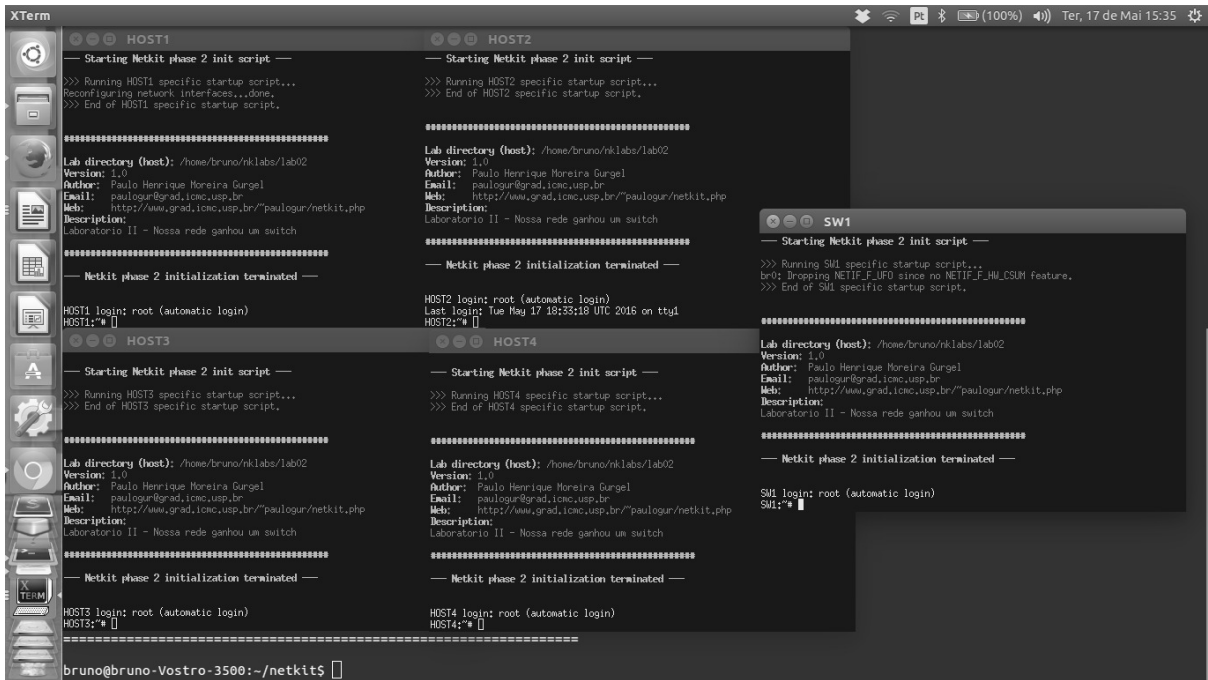 XTerm
Pt
(100%)
Ter, 17 de Mai 15:35
HOST1
— Starting Netkit phase 2 init script —
>>> Running HOST1 specific startup script...
Reconfiguring network interfaces...done.
>>> End of HOST1 specific startup script.
Lab directory (host): /home/bruno/nklabs/lab02
Version: 1.0
Author: Paulo Henrique Moreira Gurgel
Email: paulogur@grad.icmc.usp.br
Web: http://www.grad.icmc.usp.br/~paulogur/netkit.php
Description:
Laboratorio II - Nossa rede ganhou um switch
— Netkit phase 2 initialization terminated —
HOST1 login: root (automatic login)
HOST1:~#
HOST2
— Starting Netkit phase 2 init script —
>>> Running HOST2 specific startup script...
>>> End of HOST2 specific startup script.
Lab directory (host): /home/bruno/nklabs/lab02
Version: 1.0
Author: Paulo Henrique Moreira Gurgel
Email: paulogur@grad.icmc.usp.br
Web: http://www.grad.icmc.usp.br/~paulogur/netkit.php
Description:
Laboratorio II - Nossa rede ganhou um switch
— Netkit phase 2 initialization terminated —
HOST2 login: root (automatic login)
Last login: Tue May 17 18:33:18 UTC 2016 on tty1
HOST2:~#
SW1
— Starting Netkit phase 2 init script —
>>> Running SW1 specific startup script...
br0: Dropping NETIF_F_UFO since no NETIF_F_HW_CSUM feature.
>>> End of SW1 specific startup script.
Lab directory (host): /home/bruno/nklabs/lab02
Version: 1.0
Author: Paulo Henrique Moreira Gurgel
Email: paulogur@grad.icmc.usp.br
Web: http://www.grad.icmc.usp.br/~paulogur/netkit.php
Description:
Laboratorio II - Nossa rede ganhou um switch
— Netkit phase 2 initialization terminated —
SW1 login: root (automatic login)
SW1:~#
HOST3
— Starting Netkit phase 2 init script —
>>> Running HOST3 specific startup script...
>>> End of HOST3 specific startup script.
Lab directory (host): /home/bruno/nklabs/lab02
Version: 1.0
Author: Paulo Henrique Moreira Gurgel
Email: paulogur@grad.icmc.usp.br
Web: http://www.grad.icmc.usp.br/~paulogur/netkit.php
Description:
Laboratorio II - Nossa rede ganhou um switch
— Netkit phase 2 initialization terminated —
HOST3 login: root (automatic login)
HOST3:~#
HOST4
— Starting Netkit phase 2 init script —
>>> Running HOST4 specific startup script...
>>> End of HOST4 specific startup script.
Lab directory (host): /home/bruno/nklabs/lab02
Version: 1.0
Author: Paulo Henrique Moreira Gurgel
Email: paulogur@grad.icmc.usp.br
Web: http://www.grad.icmc.usp.br/~paulogur/netkit.php
Description:
Laboratorio II - Nossa rede ganhou um switch
— Netkit phase 2 initialization terminated —
HOST4 login: root (automatic login)
HOST4:~#
X
TERM
bruno@bruno-Vostro-3500:~/netkit$